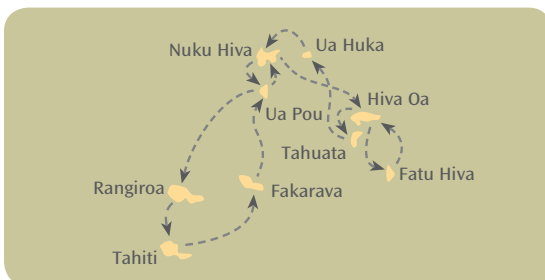 Nuku Hiva
Ua Huka
Hiva Oa
Ua Pou
Tahuata
Fatu Hiva
Rangiroa
Fakarava
Tahiti